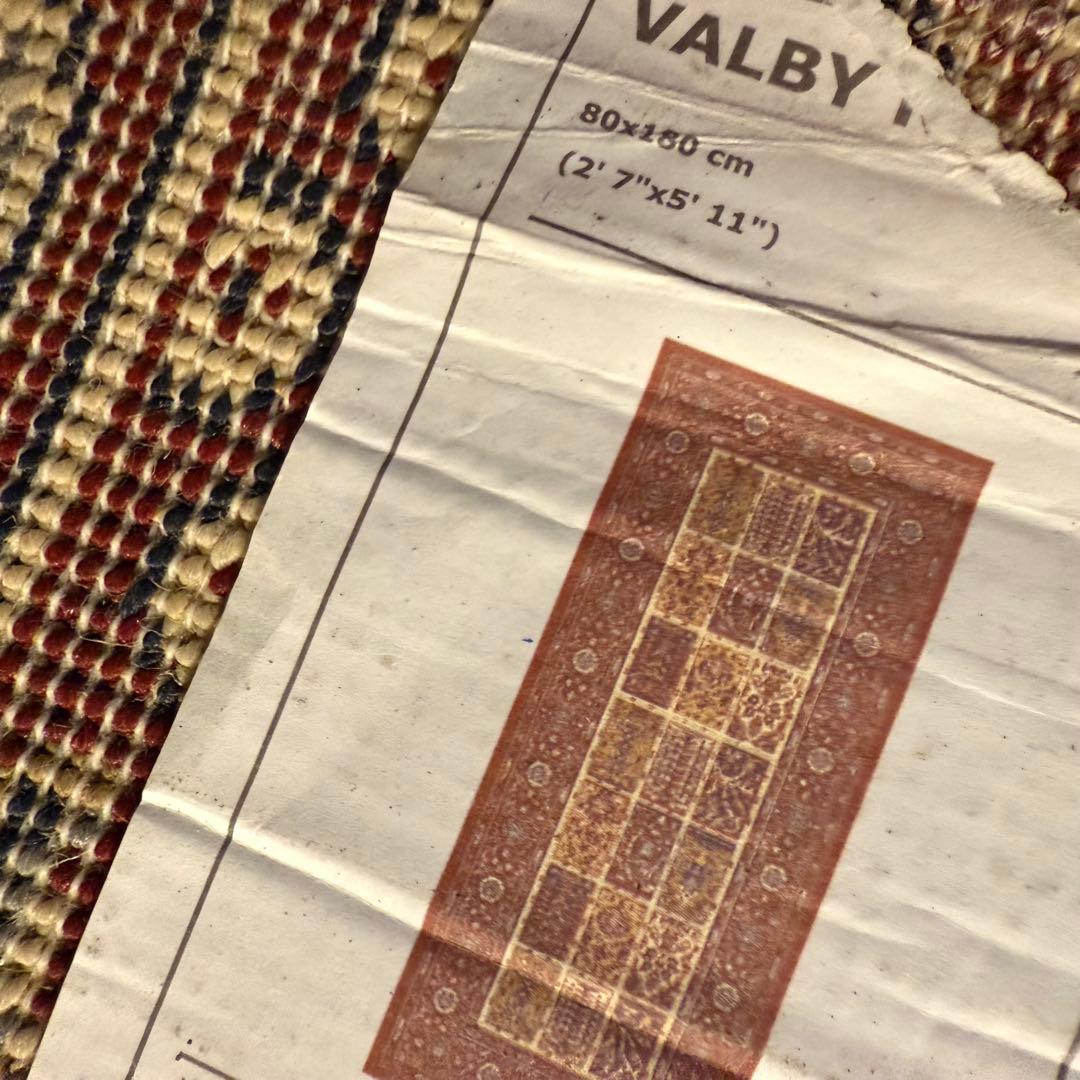 VALBY
80x180 cm
(2' 7"x5' 11")